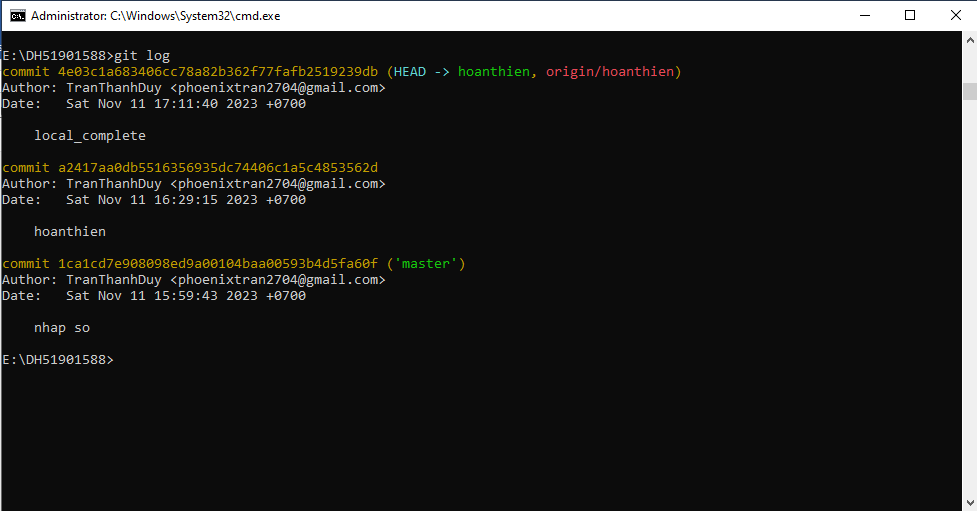 Administrator: C:\Windows\System32\cmd.exe
E:\DH51901588>git log
commit 4e03c1a683406cc78a82b362f77fafb2519239db (HEAD -> hoanthien, origin/hoanthien)
Author: TranThanhDuy <phoenixtran2704@gmail.com>
Date:   Sat Nov 11 17:11:40 2023 +0700
    local_complete
commit a2417aa0db5516356935dc74406c1a5c4853562d
Author: TranThanhDuy <phoenixtran2704@gmail.com>
Date:   Sat Nov 11 16:29:15 2023 +0700
    hoanthien
commit 1ca1cd7e908098ed9a00104baa00593b4d5fa60f ('master')
Author: TranThanhDuy <phoenixtran2704@gmail.com>
Date:   Sat Nov 11 15:59:43 2023 +0700
    nhap so
E:\DH51901588>